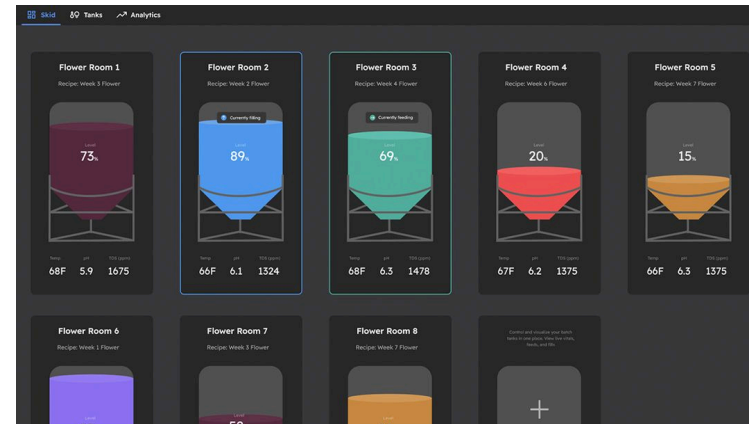 Skid Tanks Analytics
Flower Room 1
Recipe: Week 3 Flower
Level
73%
Temp pH TDS (ppm)
68F 5.9 1675
Flower Room 2
Recipe: Week 2 Flower
Currently Filling
Level
89%
Temp pH TDS (ppm)
66F 6.1 1324
Flower Room 3
Recipe: Week 4 Flower
Currently Feeding
Level
69%
Temp pH TDS (ppm)
68F 6.3 1478
Flower Room 4
Recipe: Week 6 Flower
Level
20%
Temp pH TDS (ppm)
67F 6.2 1375
Flower Room 5
Recipe: Week 7 Flower
Level
15%
Temp pH TDS (ppm)
66F 6.3 1375
Flower Room 6
Recipe: Week 1 Flower
Level
Flower Room 7
Recipe: Week 3 Flower
Level
Flower Room 8
Recipe: Week 7 Flower
Level
Control and visualize your batch
tanks in one place. View live vitals,
feeds, and fills.